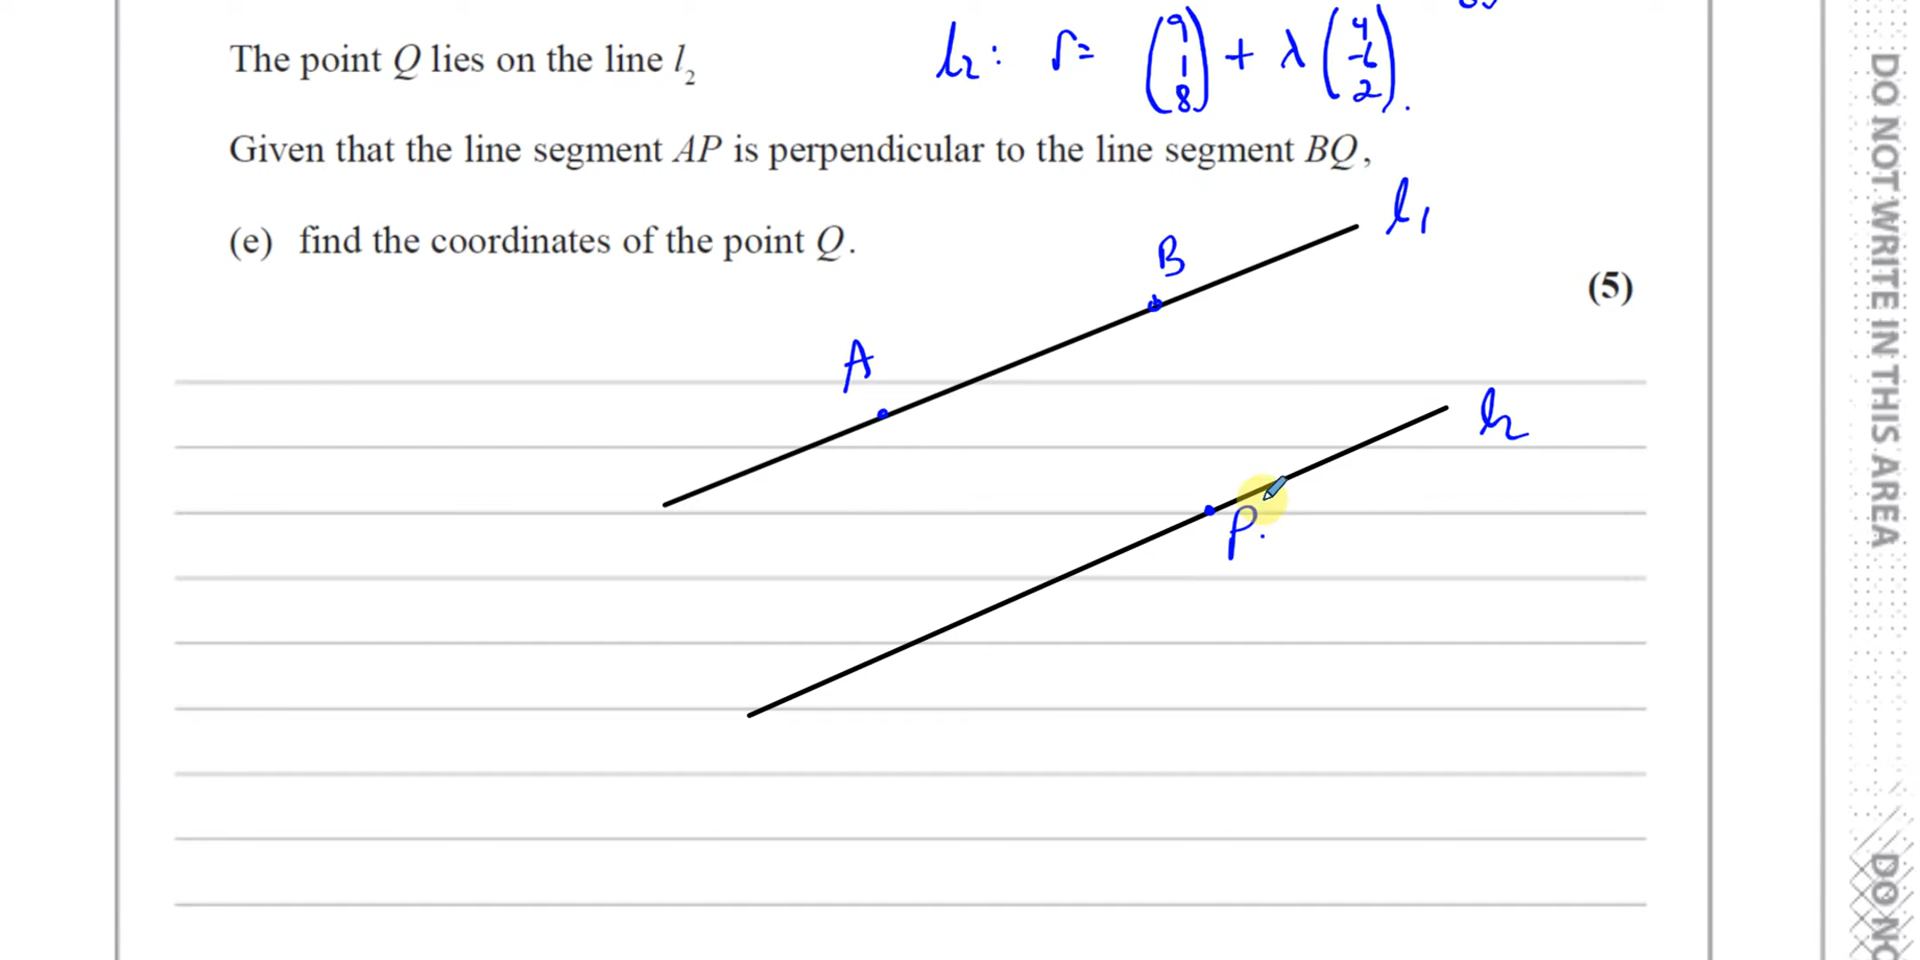 The point Q lies on the line l₂
l₂: r = (9 1 8) + λ (4 -6 2).
Given that the line segment AP is perpendicular to the line segment BQ,
l₁
(e) find the coordinates of the point Q.
B
(5)
A
l₂
P.
DO NOT WRITE IN THIS AREA
DO NO